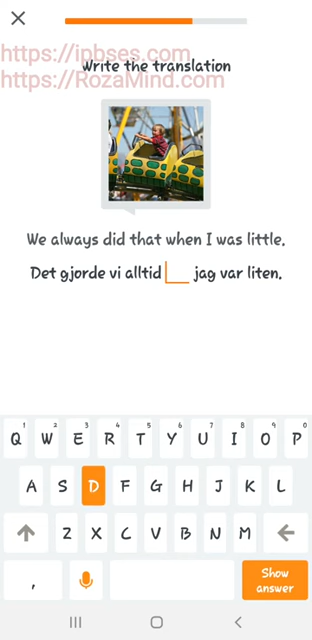 https://ipbses.com
Write the translation
https://RozaMind.com
We always did that when I was little.
Det gjorde vi alltid ___ jag var liten.
1 2 3 4 5 6 7 8 9 0
Q W E R T Y U I O P
A S D F G H J K L
Z X C V B N M
, Show
answer